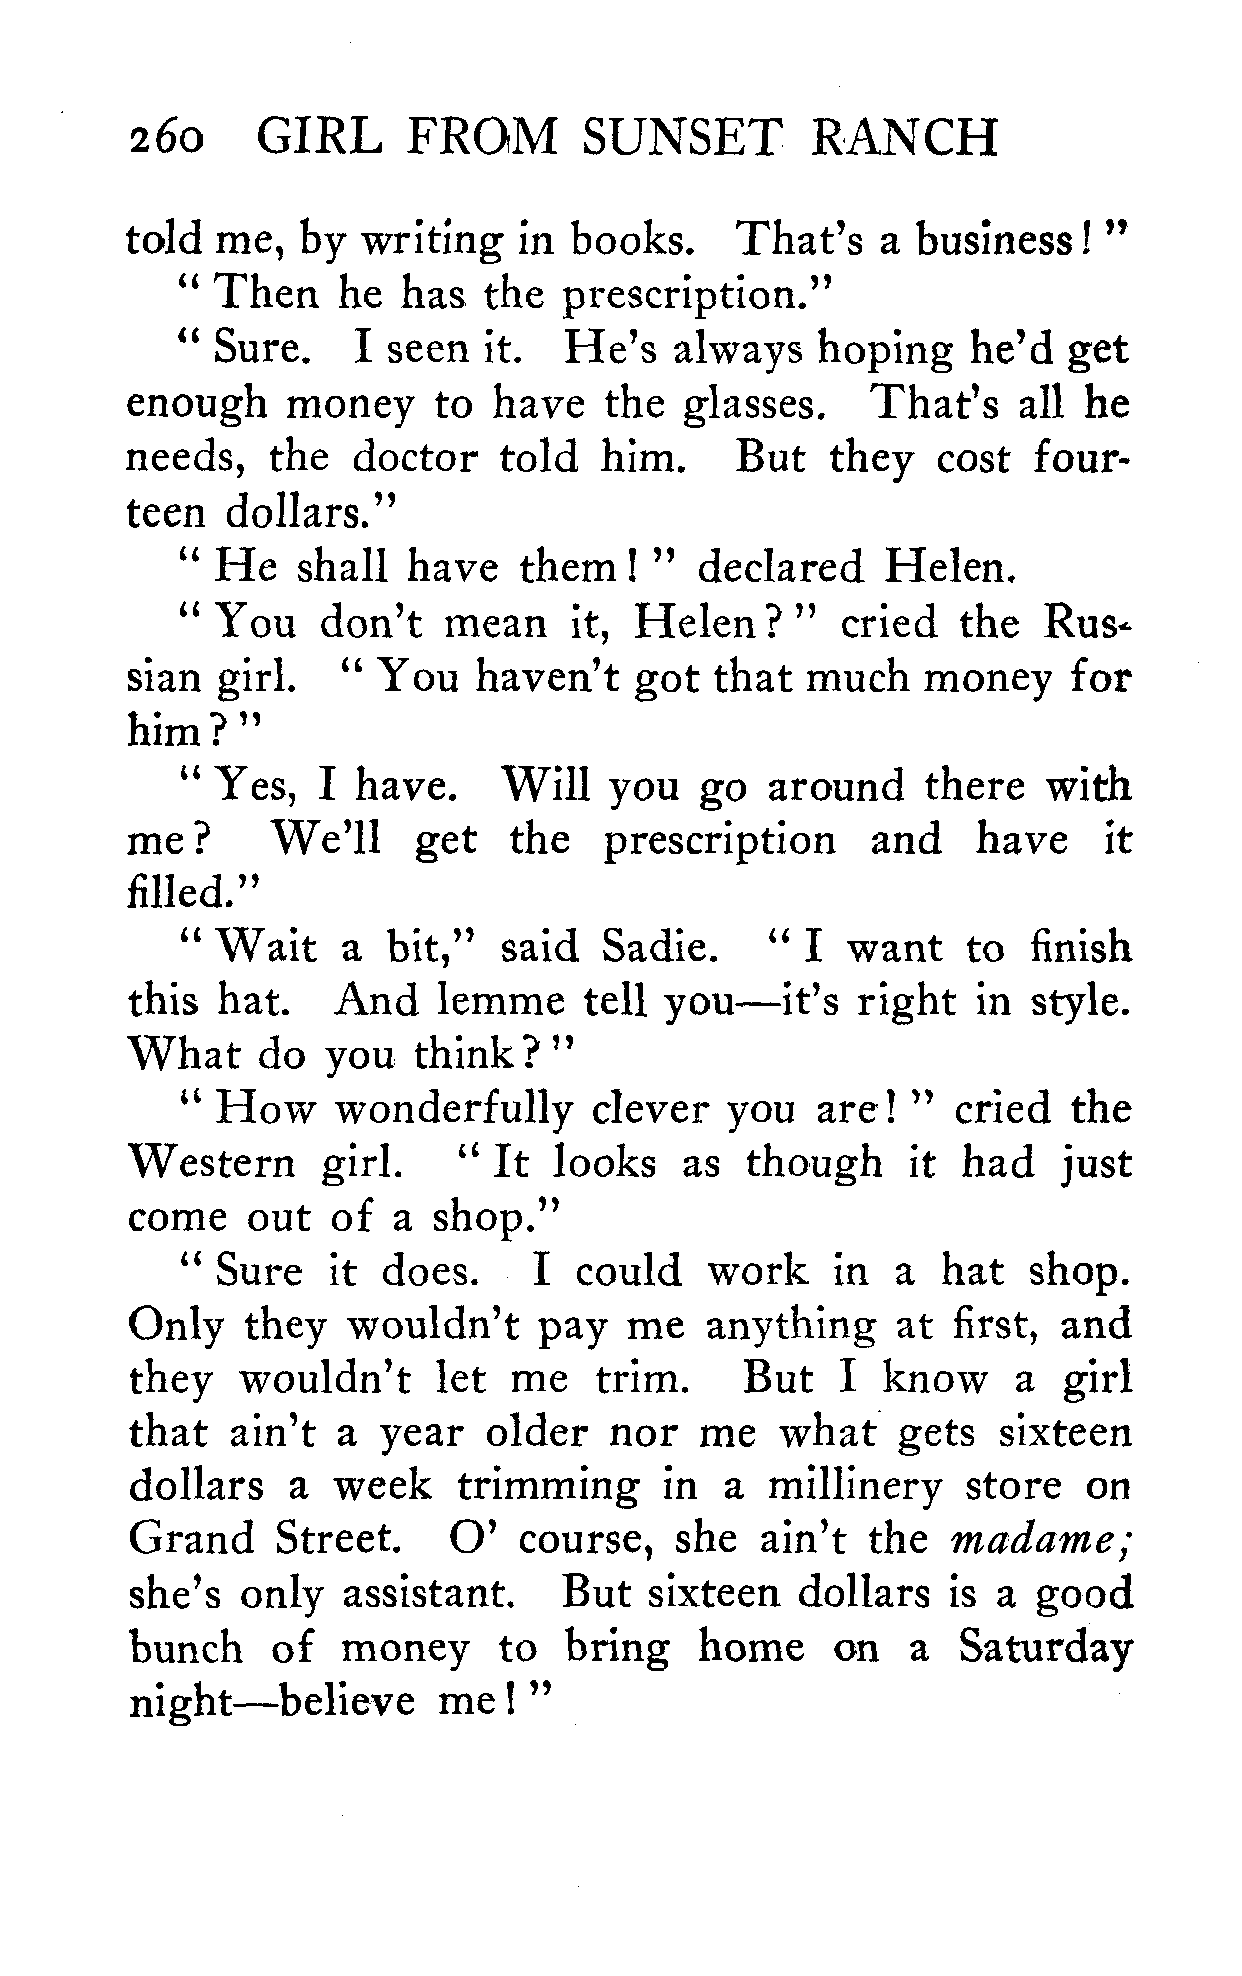 260 GIRL FROM SUNSET RANCH
told me, by writing in books. That's a business! "
" Then he has the prescription."
" Sure. I seen it. He's always hoping he'd get
enough money to have the glasses. That's all he
needs, the doctor told him. But they cost four-
teen dollars."
" He shall have them! " declared Helen.
" You don't mean it, Helen? " cried the Rus-
sian girl. " You haven't got that much money for
him? "
" Yes, I have. Will you go around there with
me? We'll get the prescription and have it
filled."
" Wait a bit," said Sadie. " I want to finish
this hat. And lemme tell you—it's right in style.
What do you think? "
" How wonderfully clever you are! " cried the
Western girl. " It looks as though it had just
come out of a shop."
" Sure it does. I could work in a hat shop.
Only they wouldn't pay me anything at first, and
they wouldn't let me trim. But I know a girl
that ain't a year older nor me what gets sixteen
dollars a week trimming in a millinery store on
Grand Street. O' course, she ain't the madame;
she's only assistant. But sixteen dollars is a good
bunch of money to bring home on a Saturday
night—believe me! "